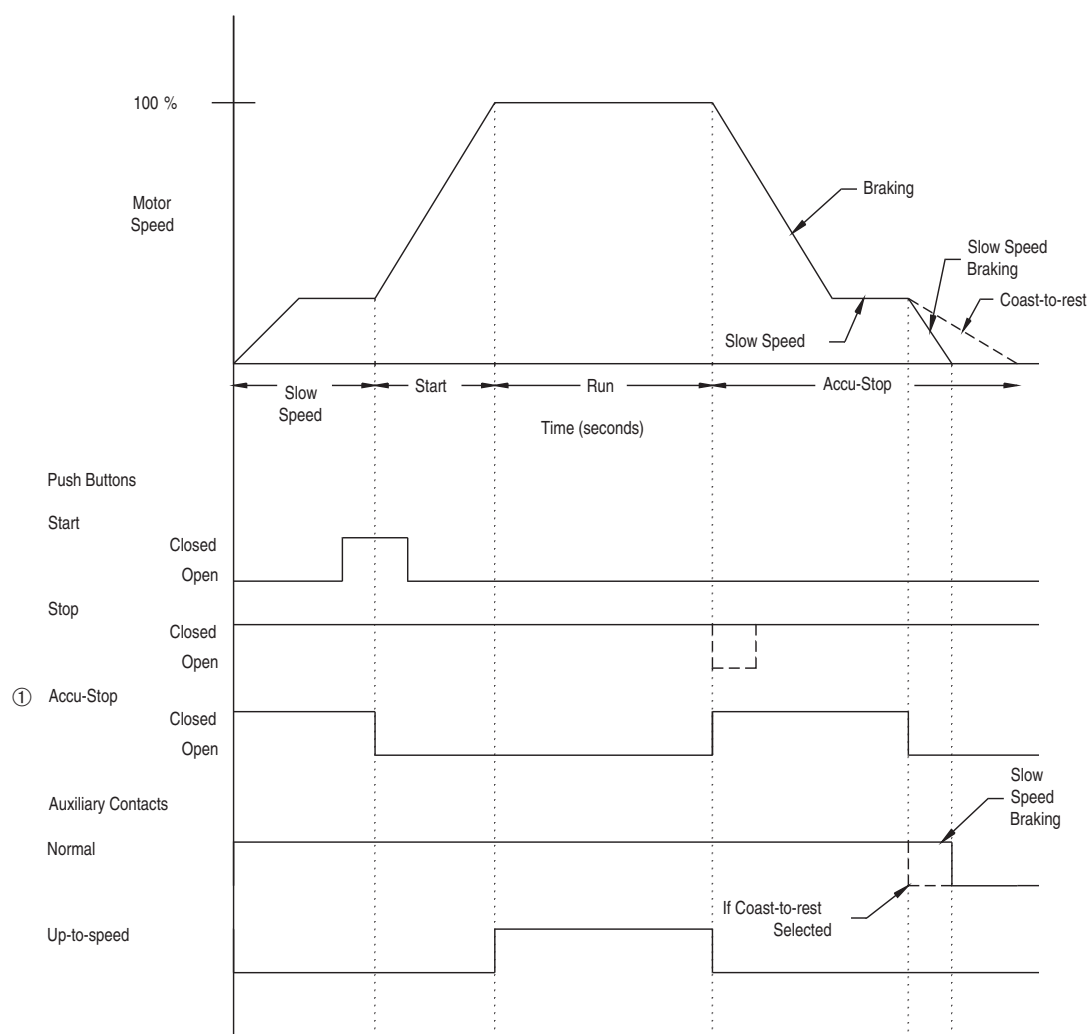 100 %
Motor
Speed
Braking
Slow Speed
Braking
Coast-to-rest
Slow Speed
Slow
Speed
Start
Run
Accu-Stop
Time (seconds)
Push Buttons
Start
Closed
Open
Stop
Closed
Open
① Accu-Stop
Closed
Open
Auxiliary Contacts
Slow
Speed
Braking
Normal
If Coast-to-rest
Selected
Up-to-speed